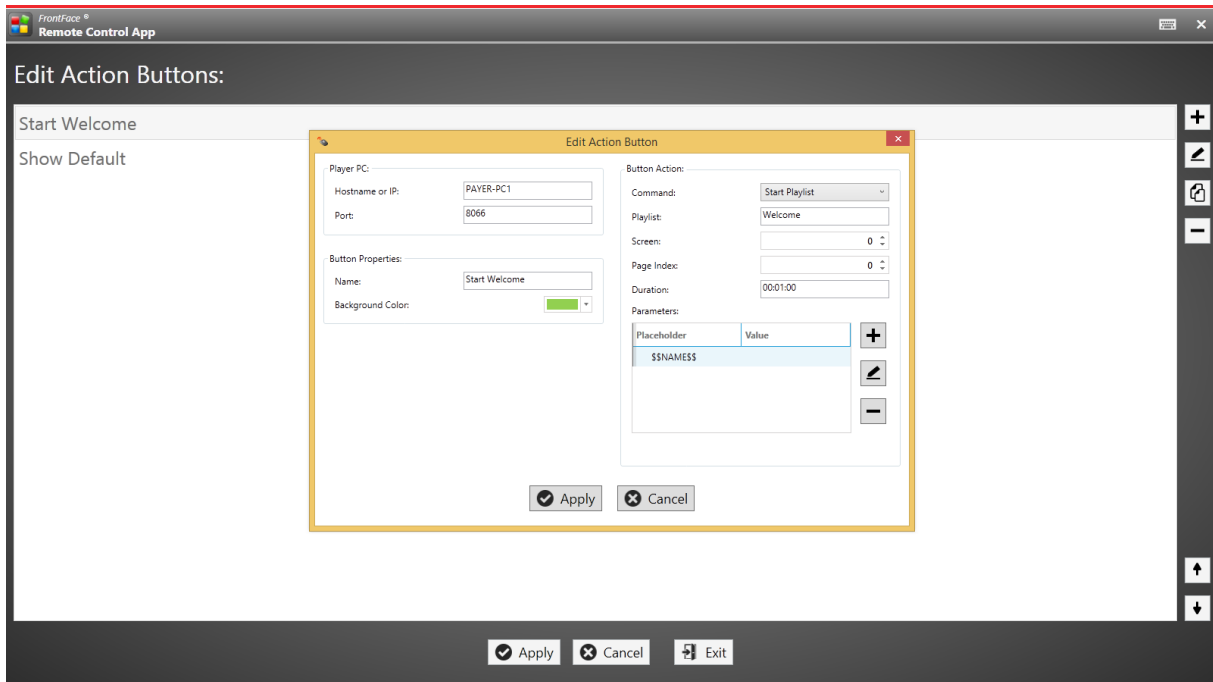 FrontFace ®
Remote Control App
Edit Action Buttons:
Start Welcome
Show Default
Edit Action Button
Player PC:
Hostname or IP: PAYER-PC1
Port: 8066
Button Properties:
Name: Start Welcome
Background Color:
Button Action:
Command: Start Playlist
Playlist: Welcome
Screen: 0
Page Index: 0
Duration: 00:01:00
Parameters:
Placeholder Value
$$NAME$$
Apply Cancel
Apply Cancel Exit